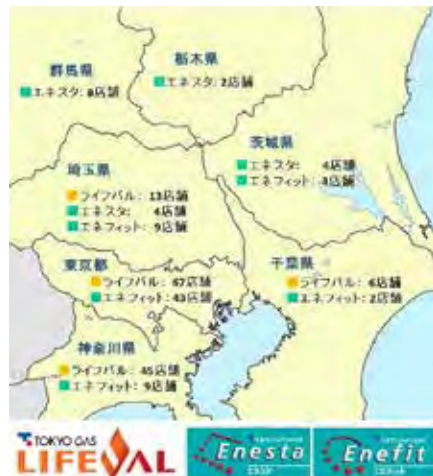 群馬県
エネスタ: 8店舗
栃木県
エネスタ: 2店舗
茨城県
エネスタ: 4店舗
エネフィット: 3店舗
埼玉県
ライフバル: 13店舗
エネスタ: 4店舗
エネフィット: 9店舗
東京都
ライフバル: 67店舗
エネフィット: 43店舗
千葉県
ライフバル: 6店舗
エネフィット: 2店舗
神奈川県
ライフバル: 45店舗
エネフィット: 9店舗
TOKYO GAS
LIFEVAL
Enesta
Enefit